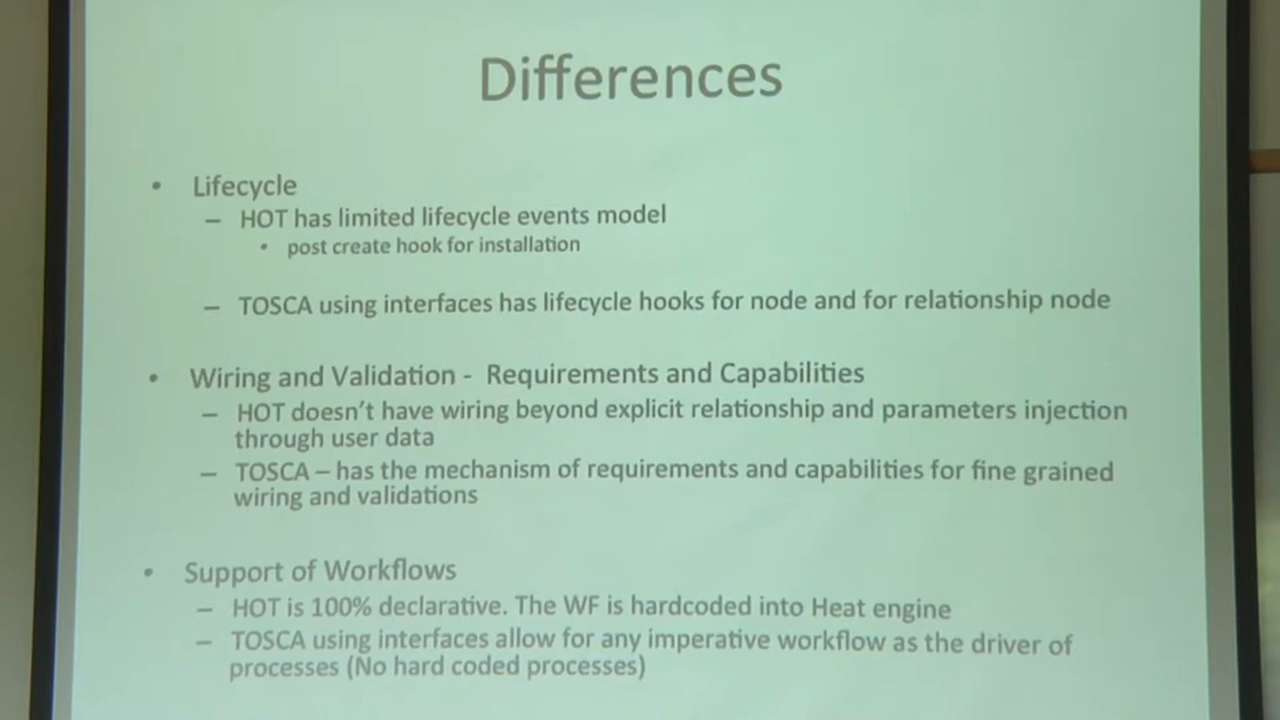 Differences
• Lifecycle
– HOT has limited lifecycle events model
• post create hook for installation
– TOSCA using interfaces has lifecycle hooks for node and for relationship node
• Wiring and Validation - Requirements and Capabilities
– HOT doesn't have wiring beyond explicit relationship and parameters injection
through user data
– TOSCA – has the mechanism of requirements and capabilities for fine grained
wiring and validations
• Support of Workflows
– HOT is 100% declarative. The WF is hardcoded into Heat engine
– TOSCA using interfaces allow for any imperative workflow as the driver of
processes (No hard coded processes)